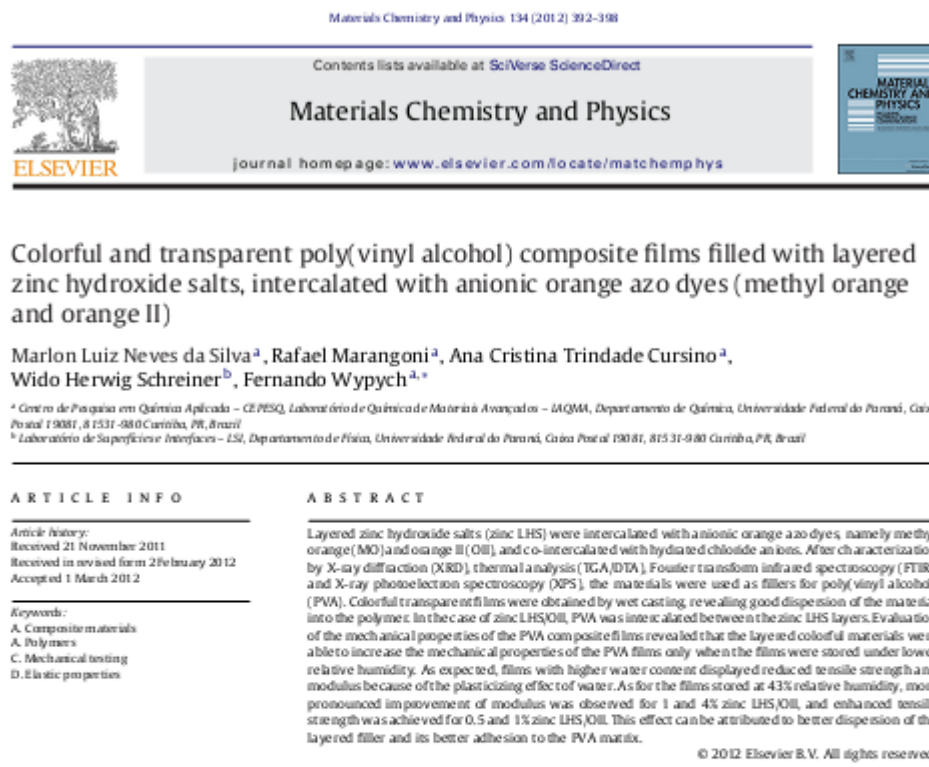 Materials Chemistry and Physics 134 (2012) 392–398
Contents lists available at SciVerse ScienceDirect
Materials Chemistry and Physics
journal homepage: www.elsevier.com/locate/matchemphys
ELSEVIER
MATERIAL
CHEMISTRY AN
PHYSICS
Colorful and transparent poly(vinyl alcohol) composite films filled with layered
zinc hydroxide salts, intercalated with anionic orange azo dyes (methyl orange
and orange II)
Marlon Luiz Neves da Silva a, Rafael Marangoni a, Ana Cristina Trindade Cursino a,
Wido Herwig Schreiner b, Fernando Wypych a,*
a Centro de Pesquisa em Química Aplicada – CEPESQ, Laboratório de Química de Materiais Avançados – LAQMA, Departamento de Química, Universidade Federal do Paraná, Caix
Postal 19081, 81531-980 Curitiba, PR, Brazil
b Laboratório de Superfícies e Interfaces – LSI, Departamento de Física, Universidade Federal do Paraná, Caixa Postal 19081, 81531-980 Curitiba, PR, Brazil
ARTICLE INFO
Article history:
Received 21 November 2011
Received in revised form 2 February 2012
Accepted 1 March 2012
Keywords:
A. Composite materials
A. Polymers
C. Mechanical testing
D. Elastic properties
ABSTRACT
Layered zinc hydroxide salts (zinc LHS) were intercalated with anionic orange azo dyes, namely methy
orange (MO) and orange II (OII), and co-intercalated with hydrated chloride anions. After characterizatio
by X-ray diffraction (XRD), thermal analysis (TGA/DTA), Fourier transform infrared spectroscopy (FTIR
and X-ray photoelectron spectroscopy (XPS), the materials were used as fillers for poly(vinyl alcoho
(PVA). Colorful transparent films were obtained by wet casting, revealing good dispersion of the materia
into the polymer. In the case of zinc LHS/OII, PVA was intercalated between the zinc LHS layers. Evaluatio
of the mechanical properties of the PVA composite films revealed that the layered colorful materials wer
able to increase the mechanical properties of the PVA films only when the films were stored under lowe
relative humidity. As expected, films with higher water content displayed reduced tensile strength an
modulus because of the plasticizing effect of water. As for the films stored at 43% relative humidity, mor
pronounced improvement of modulus was observed for 1 and 4% zinc LHS/OII, and enhanced tensil
strength was achieved for 0.5 and 1% zinc LHS/OII. This effect can be attributed to better dispersion of th
layered filler and its better adhesion to the PVA matrix.
© 2012 Elsevier B.V. All rights reserved